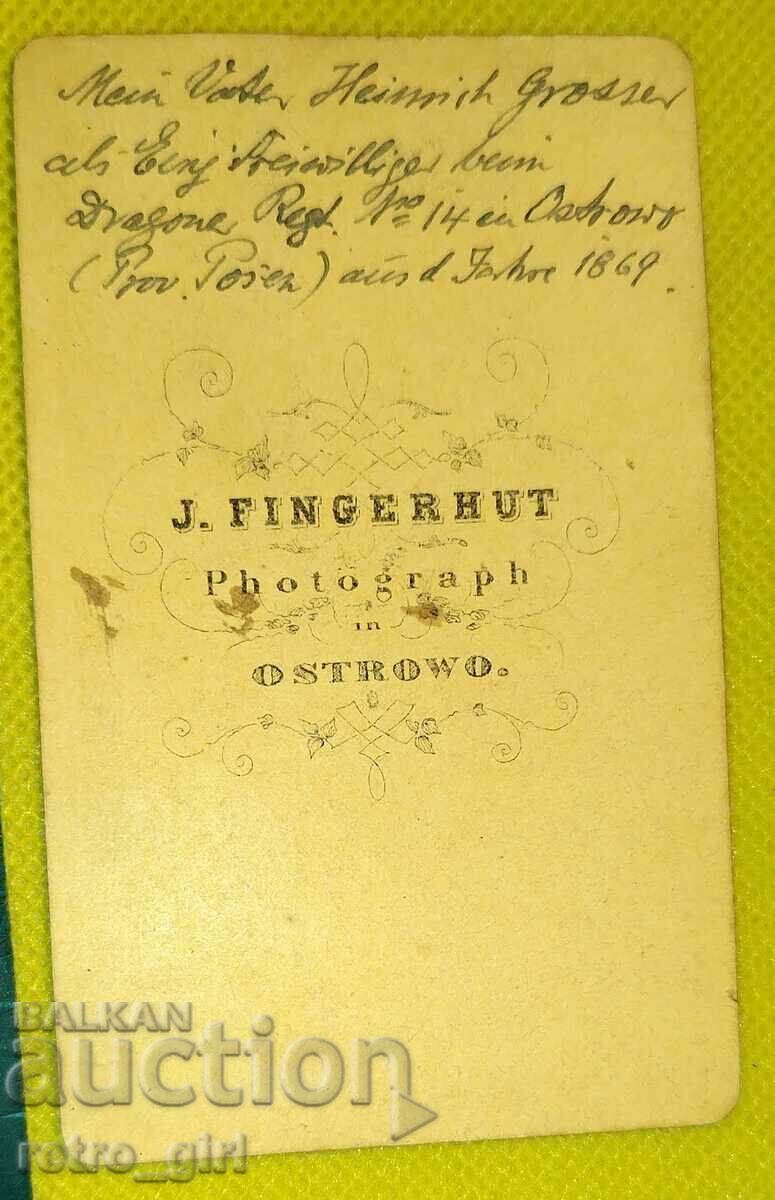 Mein Vater Heinrich Grosser
als Einj. Freiwilliger beim
Dragoner Regt. No 14 in Ostrowo
(Prov. Posen) aus d Jahre 1869.
J. FINGERHUT
Photograph
in
OSTROWO.
BALKAN
auction
retro_girl